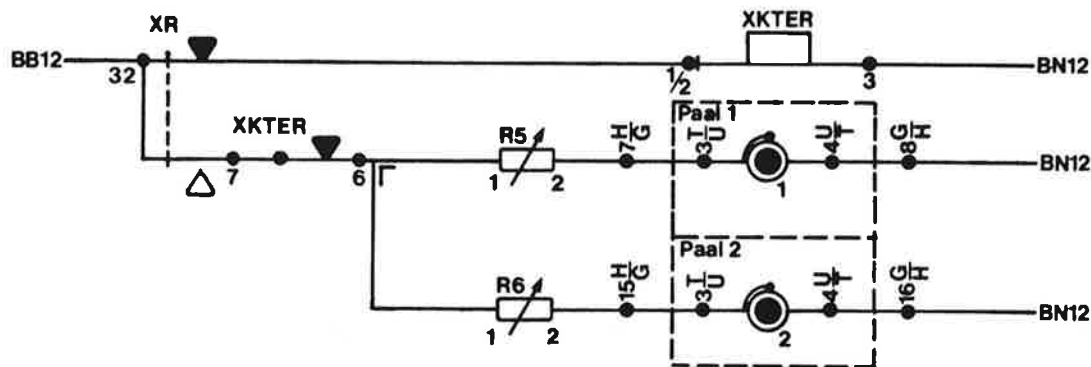 XR XKTER
BB12 32 1/2 3 BN12
Paal 1
XKTER R5 7 H/G 3 T/U 4 U/T 8 G/H
7 6 1 2 1 BN12
Paal 2
R6 15 H/G 3 T/U 4 U/T 16 G/H
1 2 2 BN12